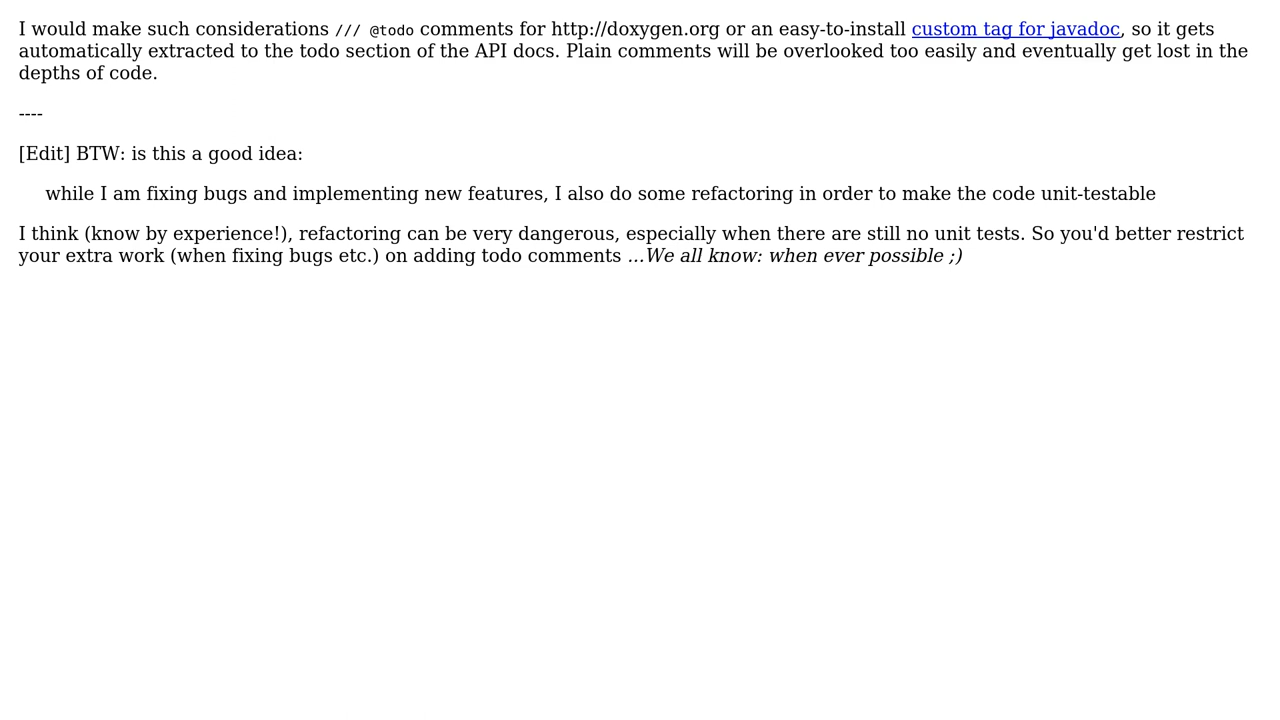 I would make such considerations /// @todo comments for http://doxygen.org or an easy-to-install custom tag for javadoc, so it gets
automatically extracted to the todo section of the API docs. Plain comments will be overlooked too easily and eventually get lost in the
depths of code.
----
[Edit] BTW: is this a good idea:
while I am fixing bugs and implementing new features, I also do some refactoring in order to make the code unit-testable
I think (know by experience!), refactoring can be very dangerous, especially when there are still no unit tests. So you'd better restrict
your extra work (when fixing bugs etc.) on adding todo comments ...We all know: when ever possible ;)